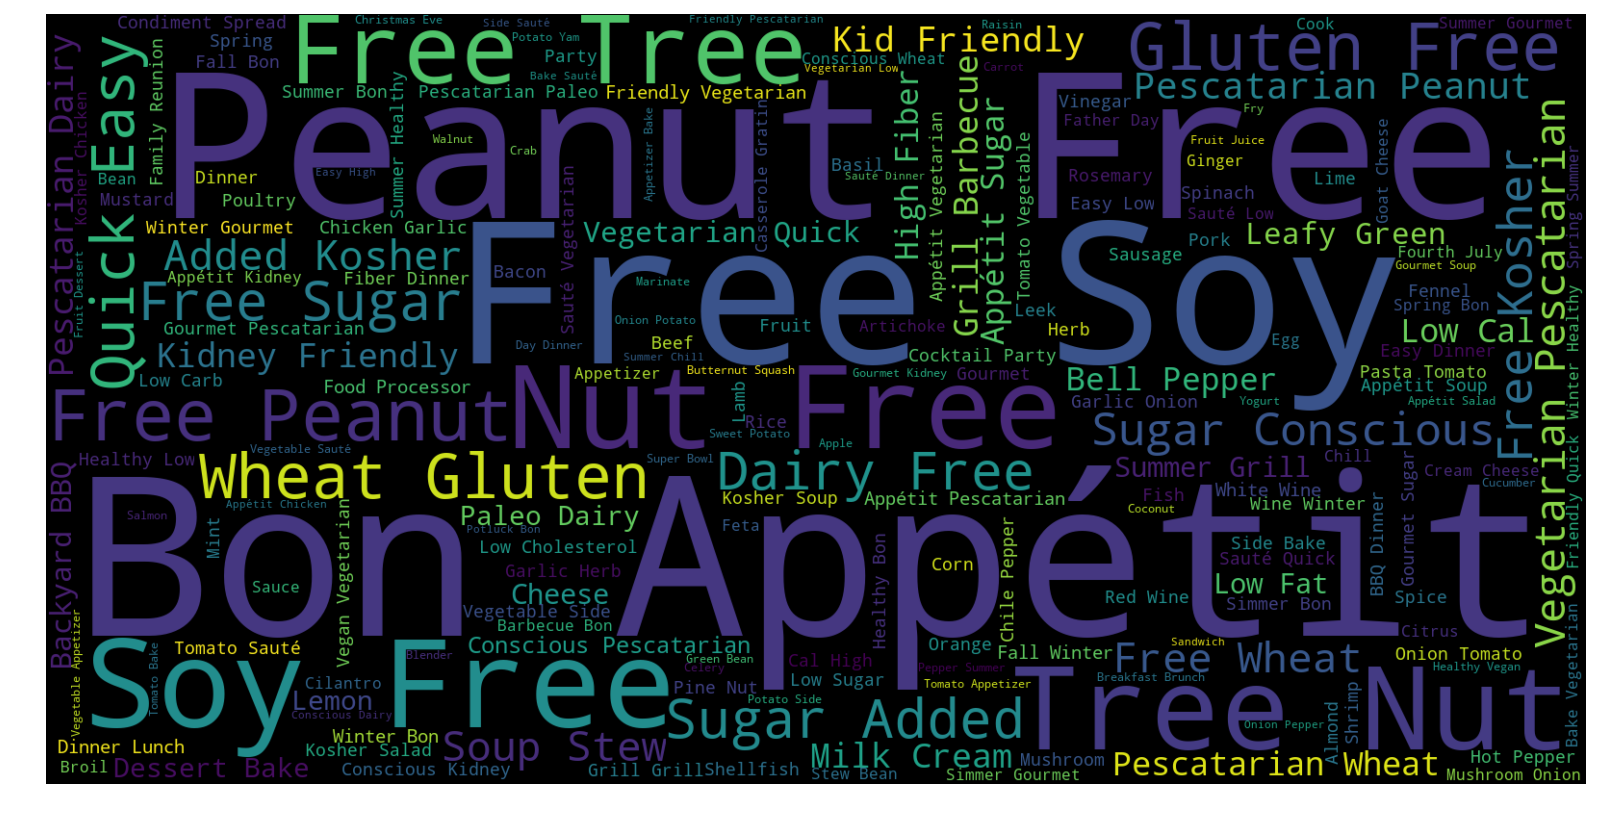 Condiment Spread
Christmas Eve
Side Sauté
Friendly Pescatarian
Raisin
Cook
Summer Gourmet
Free Tree
Potato Yam
Kid Friendly
Gluten Free
Spring
Party
Conscious Wheat
Fall Bon
Vegetarian Low
Carrot
Bake Sauté
Summer Bon
Pescatarian Paleo
Friendly Vegetarian
Pescatarian Peanut
Pescatarian Dairy
Quick Easy
Family Reunion
Kosher Chicken
Peanut Free
Summer Healthy
Walnut
Crab
Easy High
Appetizer Bake
Casserole Gratin
Basil
Sauté Dinner
High Fiber
Appétit Vegetarian
Grill Barbecue
Appétit Sugar
Tomato Vegetable
Vinegar
Father Day
Fry
Fruit Juice
Ginger
Rosemary
Lime
Goat Cheese
Spinach
Easy Low
Sauté Low
Free Kosher
Vegetarian Pescatarian
Spring Summer
Bean
Dinner
Mustard
Poultry
Winter Gourmet
Chicken Garlic
Vegetarian Quick
Pork
Leafy Green
Added Kosher
Free Soy
Sausage
Fourth July
Gourmet Soup
Bacon
Sauté Vegetarian
Appétit Kidney
Fiber Dinner
Marinate
Free Sugar
Fruit Dessert
Fennel
Spring Bon
Gourmet Pescatarian
Onion Potato
Fruit
Artichoke
Leek
Herb
Low Cal
Egg
Kidney Friendly
Day Dinner
Beef
Summer Chill
Cocktail Party
Easy Dinner
Low Carb
Food Processor
Appetizer
Butternut Squash
Gourmet Kidney
Gourmet
Bell Pepper
Pasta Tomato
Appétit Soup
Friendly Quick
Winter Healthy
Free Peanut
Nut Free
Lamb
Rice
Garlic Onion
Yogurt
Appétit Salad
Sweet Potato
Apple
Sugar Conscious
Vegetable Sauté
Healthy Low
Super Bowl
Chill
Wheat Gluten
Dairy Free
Summer Grill
Gourmet Sugar
Cream Cheese
Cucumber
Backyard BBQ
Bon Appétit
Kosher Soup
Appétit Pescatarian
Fish
White Wine
Wine Winter
Coconut
Appétit Chicken
Salmon
Mint
Vegan Vegetarian
Paleo Dairy
Potluck Bon
Feta
Low Cholesterol
Chile Pepper
Side Bake
BBQ Dinner
Sauté Quick
Garlic Herb
Corn
Healthy Bon
Sauce
Cheese
Low Fat
Red Wine
Simmer Bon
Spice
Vegetable Side
Barbecue Bon
Citrus
Vegetable Appetizer
Soy Free
Tomato Sauté
Tomato Bake
Conscious Pescatarian
Orange
Fall Winter
Sandwich
Free Wheat
Onion Tomato
Blender
Green Bean
Celery
Cal High
Pepper Summer
Healthy Vegan
Breakfast Brunch
Cilantro
Pine Nut
Low Sugar
Tomato Appetizer
Tree Nut
Bake Vegetarian
Lemon
Conscious Dairy
Potato Side
Sugar Added
Almond
Shrimp
Onion Pepper
Winter Bon
Dinner Lunch
Kosher Salad
Soup Stew
Milk Cream
Mushroom
Pescatarian Wheat
Hot Pepper
Broil
Dessert Bake
Conscious Kidney
Grill Grill
Shellfish
Stew Bean
Simmer Gourmet
Mushroom Onion